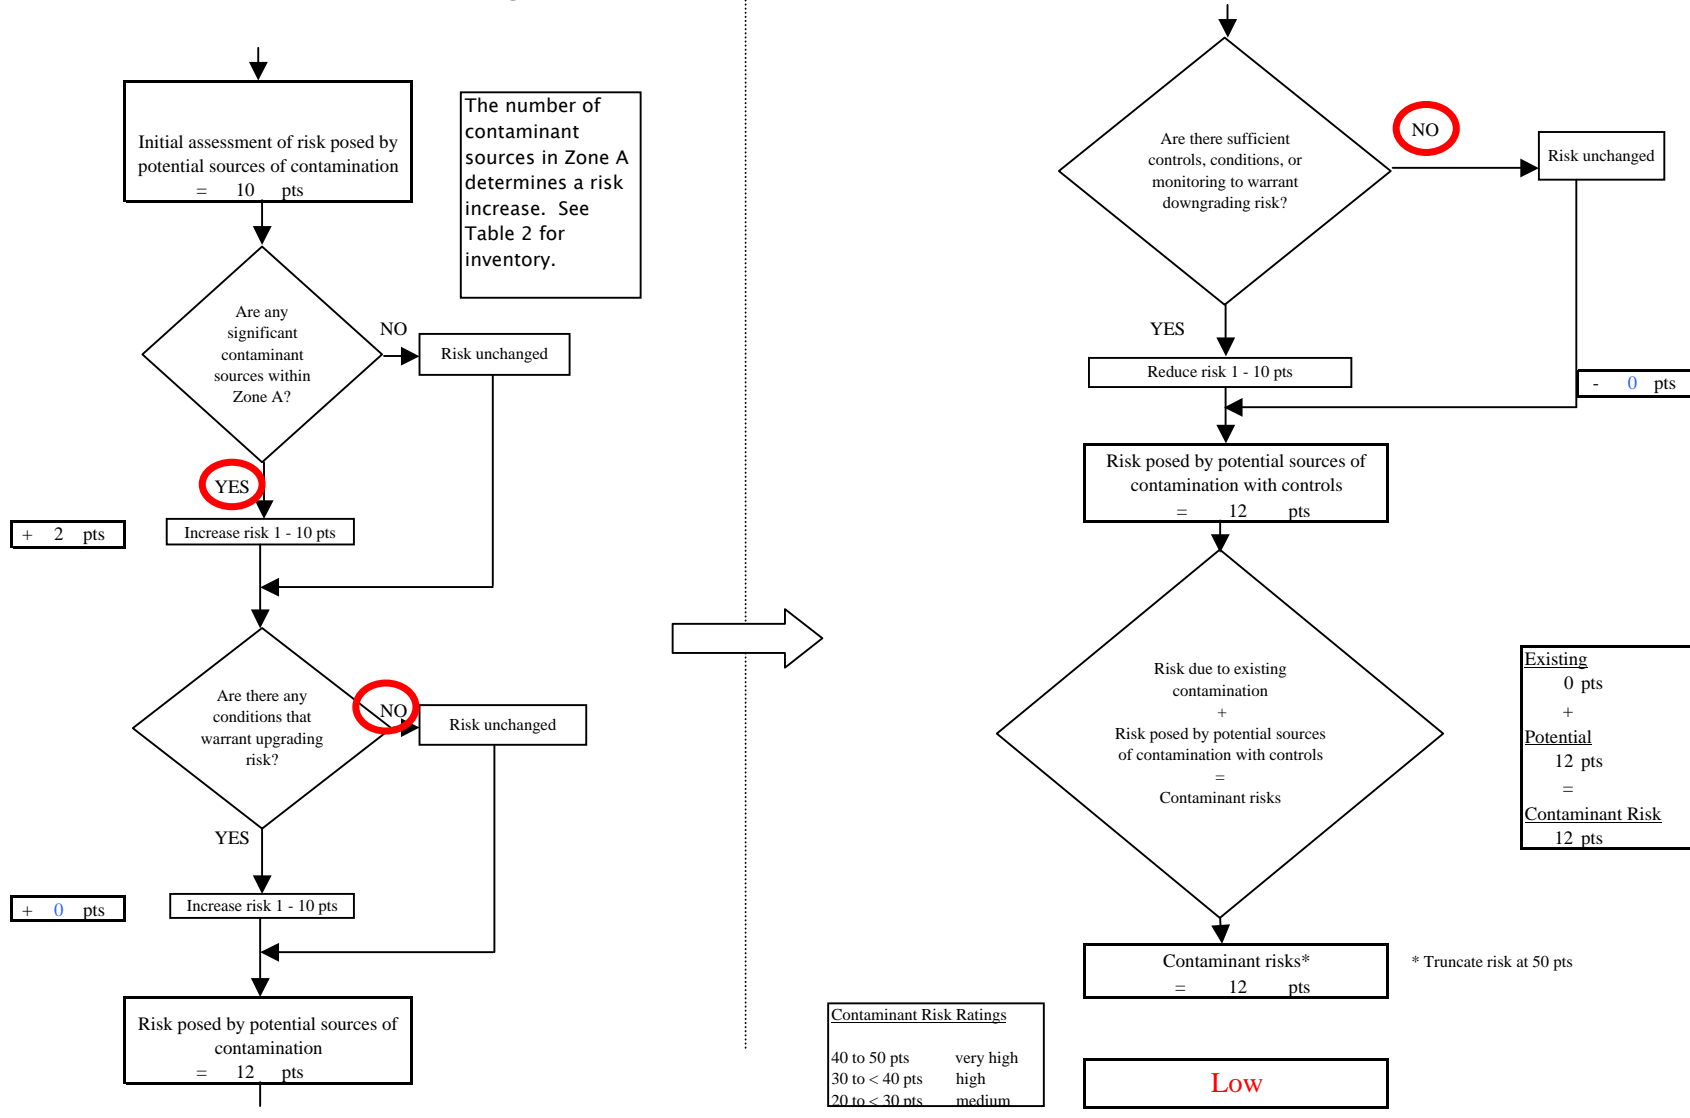 Initial assessment of risk posed by
potential sources of contamination
= 10 pts
The number of
contaminant
sources in Zone A
determines a risk
increase. See
Table 2 for
inventory.
Are any
significant
contaminant
sources within
Zone A?
NO
Risk unchanged
YES
+ 2 pts
Increase risk 1 - 10 pts
Are there any
conditions that
warrant upgrading
risk?
NO
Risk unchanged
YES
+ 0 pts
Increase risk 1 - 10 pts
Risk posed by potential sources of
contamination
= 12 pts
Are there sufficient
controls, conditions, or
monitoring to warrant
downgrading risk?
NO
Risk unchanged
YES
Reduce risk 1 - 10 pts
- 0 pts
Risk posed by potential sources of
contamination with controls
= 12 pts
Risk due to existing
contamination
+
Risk posed by potential sources
of contamination with controls
=
Contaminant risks
Existing
0 pts
+
Potential
12 pts
=
Contaminant Risk
12 pts
Contaminant risks*
= 12 pts
* Truncate risk at 50 pts
Contaminant Risk Ratings
40 to 50 pts very high
30 to < 40 pts high
20 to < 30 pts medium
Low